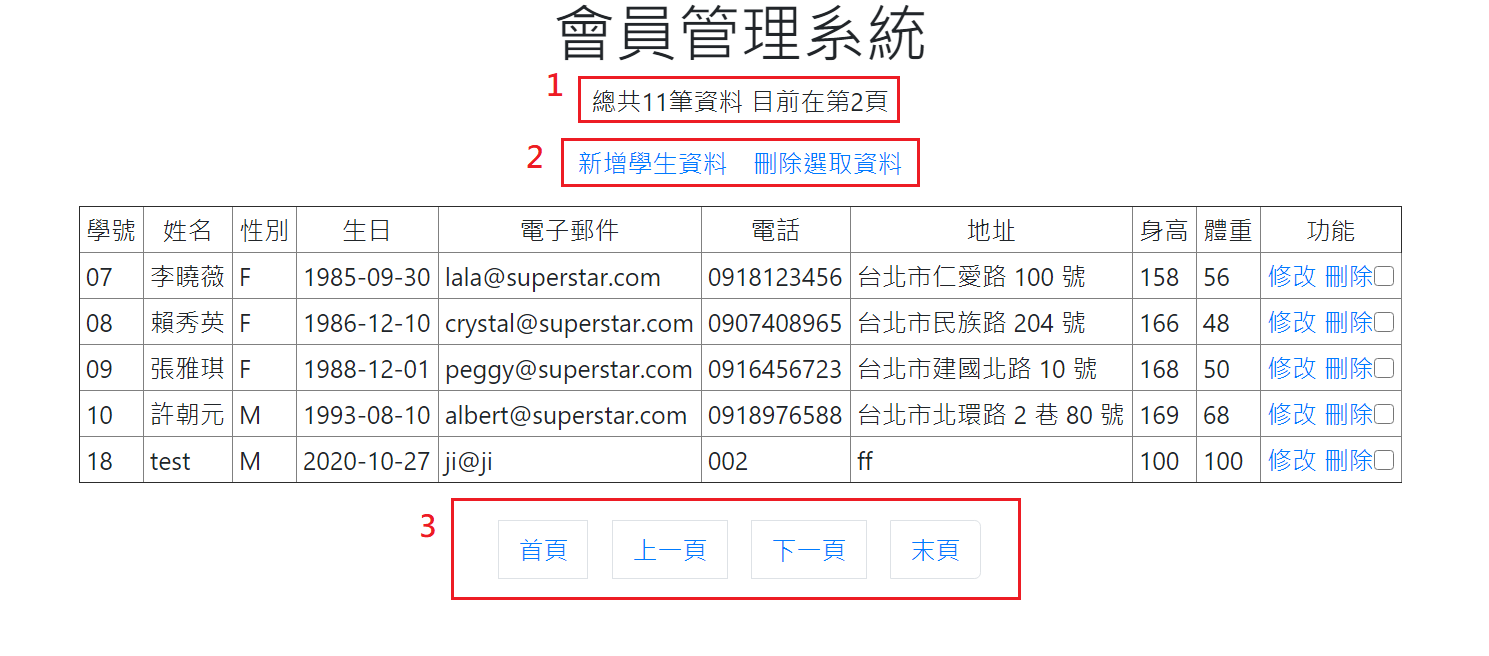 會員管理系統
1 總共11筆資料 目前在第2頁
2 新增學生資料 刪除選取資料
學號 姓名 性別 生日 電子郵件 電話 地址 身高 體重 功能
07 李曉薇 F 1985-09-30 lala@superstar.com 0918123456 台北市仁愛路 100 號 158 56 修改 刪除
08 賴秀英 F 1986-12-10 crystal@superstar.com 0907408965 台北市民族路 204 號 166 48 修改 刪除
09 張雅琪 F 1988-12-01 peggy@superstar.com 0916456723 台北市建國北路 10 號 168 50 修改 刪除
10 許朝元 M 1993-08-10 albert@superstar.com 0918976588 台北市北環路 2 巷 80 號 169 68 修改 刪除
18 test M 2020-10-27 ji@ji 002 ff 100 100 修改 刪除
3 首頁 上一頁 下一頁 末頁